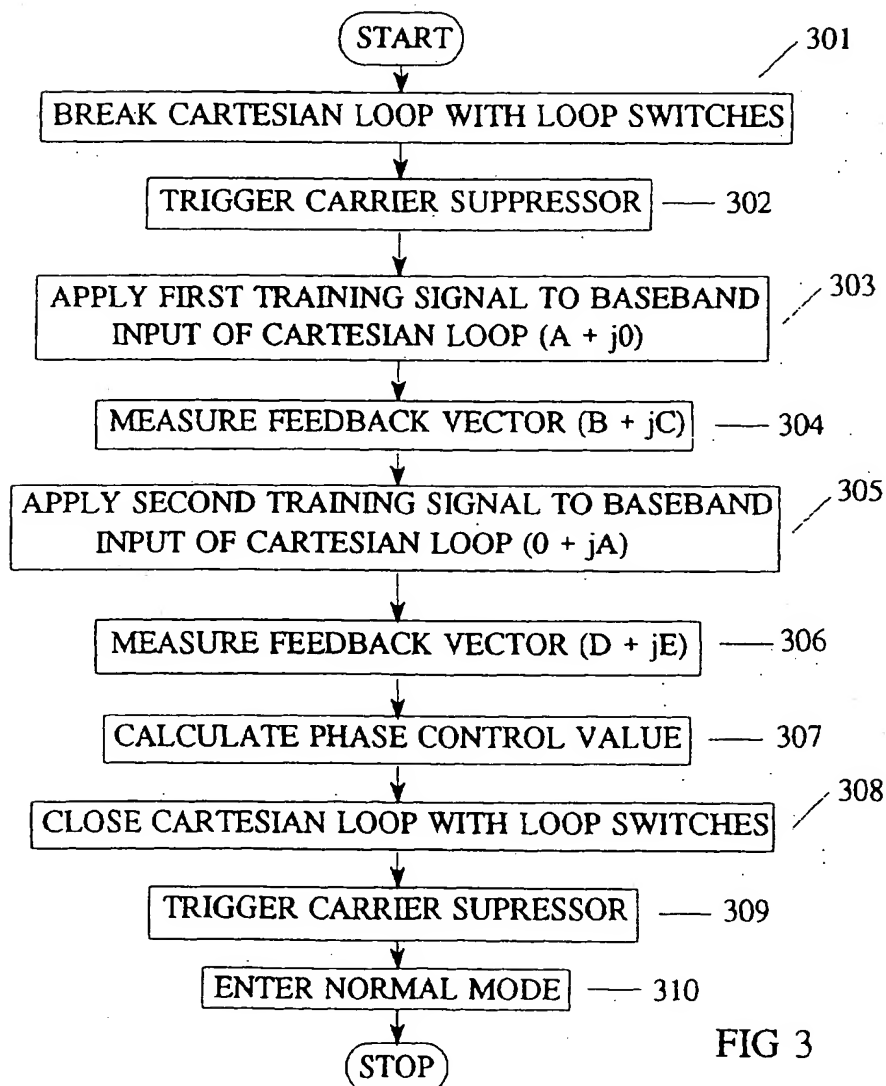 START
301
BREAK CARTESIAN LOOP WITH LOOP SWITCHES
TRIGGER CARRIER SUPPRESSOR 302
APPLY FIRST TRAINING SIGNAL TO BASEBAND
INPUT OF CARTESIAN LOOP (A + j0)
303
MEASURE FEEDBACK VECTOR (B + jC) 304
APPLY SECOND TRAINING SIGNAL TO BASEBAND
INPUT OF CARTESIAN LOOP (0 + jA)
305
MEASURE FEEDBACK VECTOR (D + jE) 306
CALCULATE PHASE CONTROL VALUE 307
308
CLOSE CARTESIAN LOOP WITH LOOP SWITCHES
TRIGGER CARRIER SUPRESSOR 309
ENTER NORMAL MODE 310
STOP
FIG 3